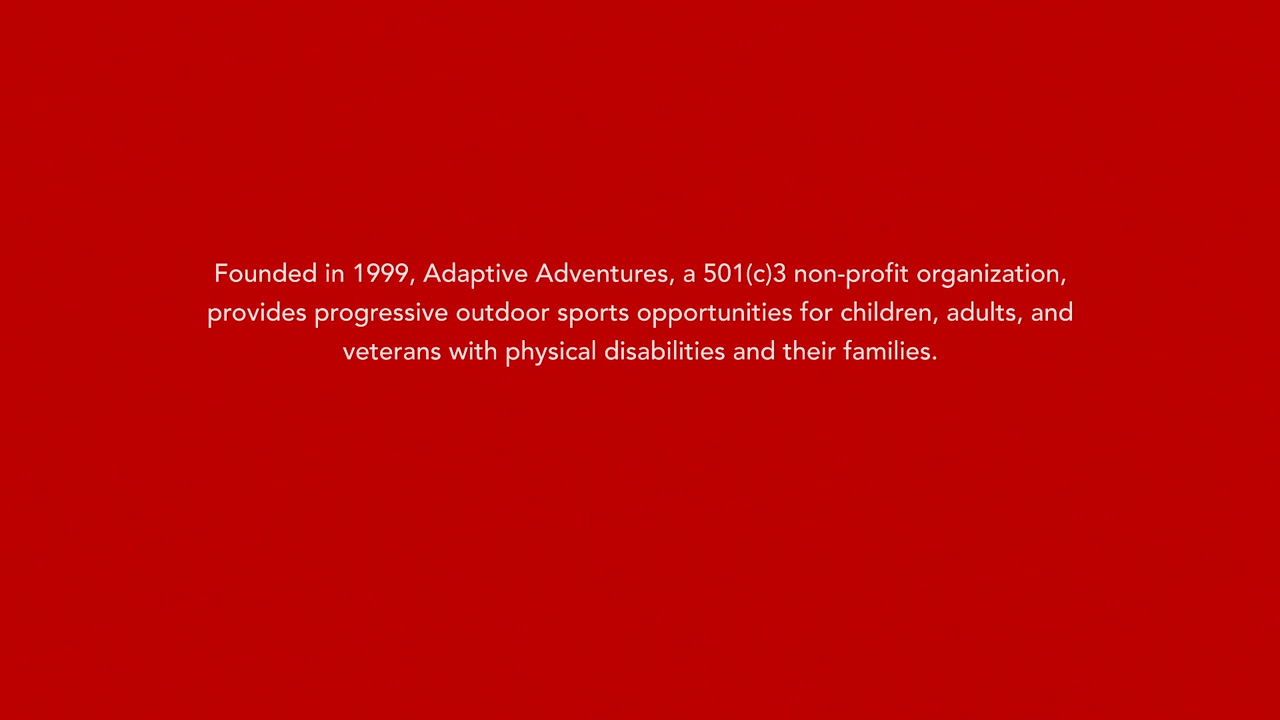 Founded in 1999, Adaptive Adventures, a 501(c)3 non-profit organization,
provides progressive outdoor sports opportunities for children, adults, and
veterans with physical disabilities and their families.